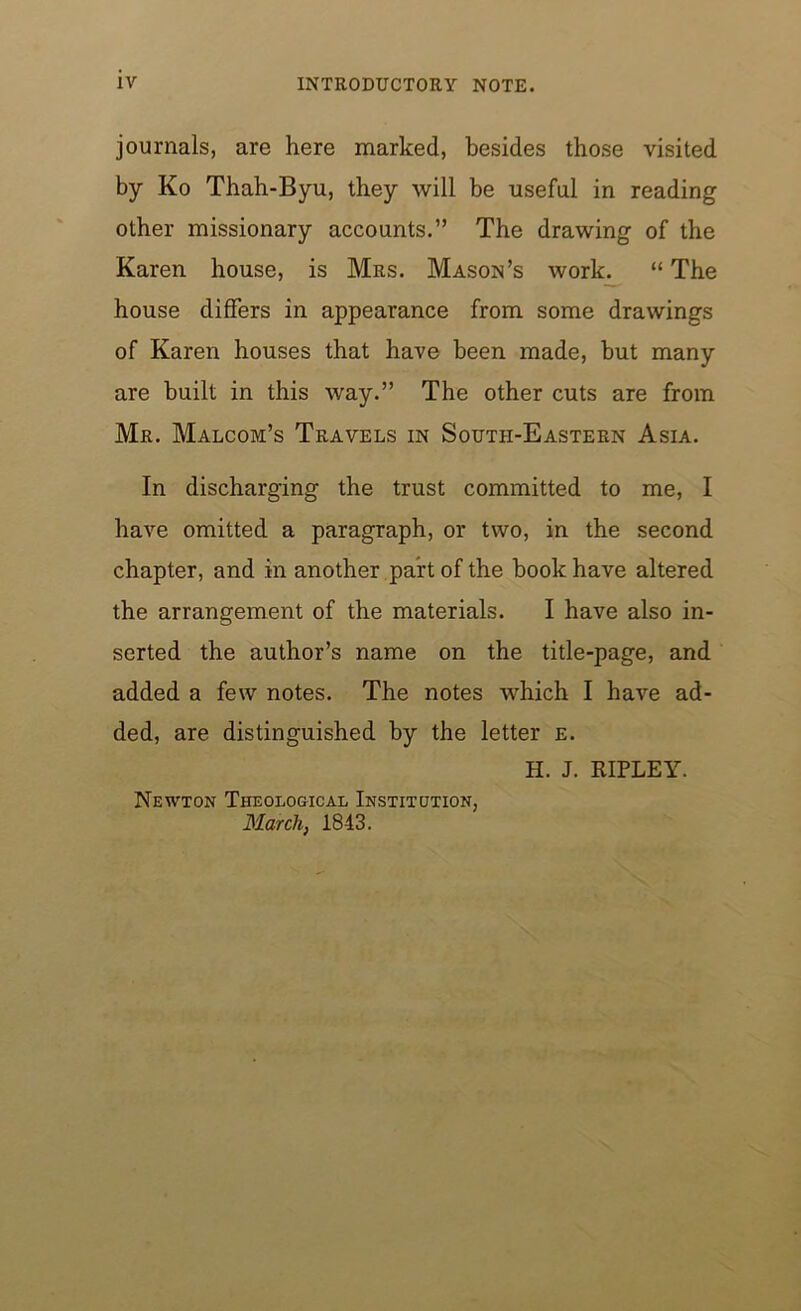 iv INTRODUCTORY NOTE.
journals, are here marked, besides those visited
by Ko Thah-Byu, they will be useful in reading
other missionary accounts.” The drawing of the
Karen house, is Mrs. Mason’s work. “ The
house differs in appearance from some drawings
of Karen houses that have been made, but many
are built in this way.” The other cuts are from
Mr. Malcom’s Travels in South-Eastern Asia.
In discharging the trust committed to me, I
have omitted a paragraph, or two, in the second
chapter, and in another part of the book have altered
the arrangement of the materials. I have also in-
serted the author’s name on the title-page, and
added a few notes. The notes which I have ad-
ded, are distinguished by the letter E.
H. J. RIPLEY.
Newton Theological Institution,
March, 1843.